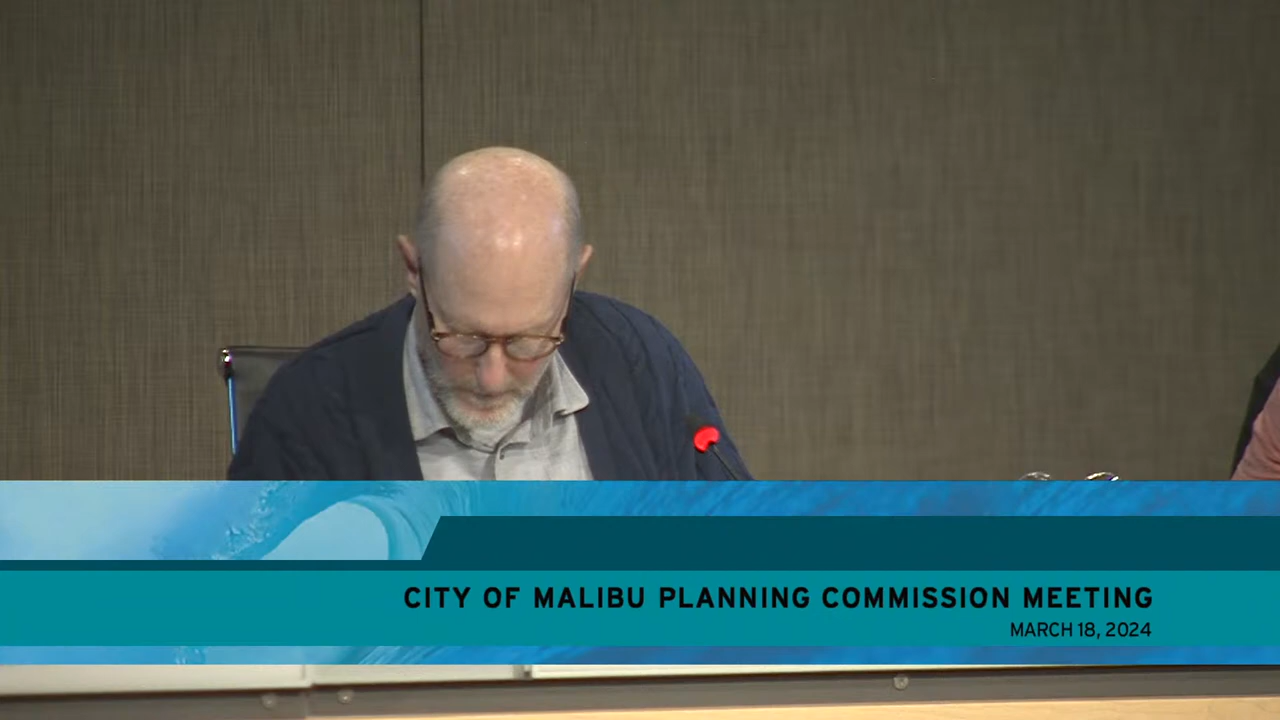 CITY OF MALIBU PLANNING COMMISSION MEETING
MARCH 18, 2024